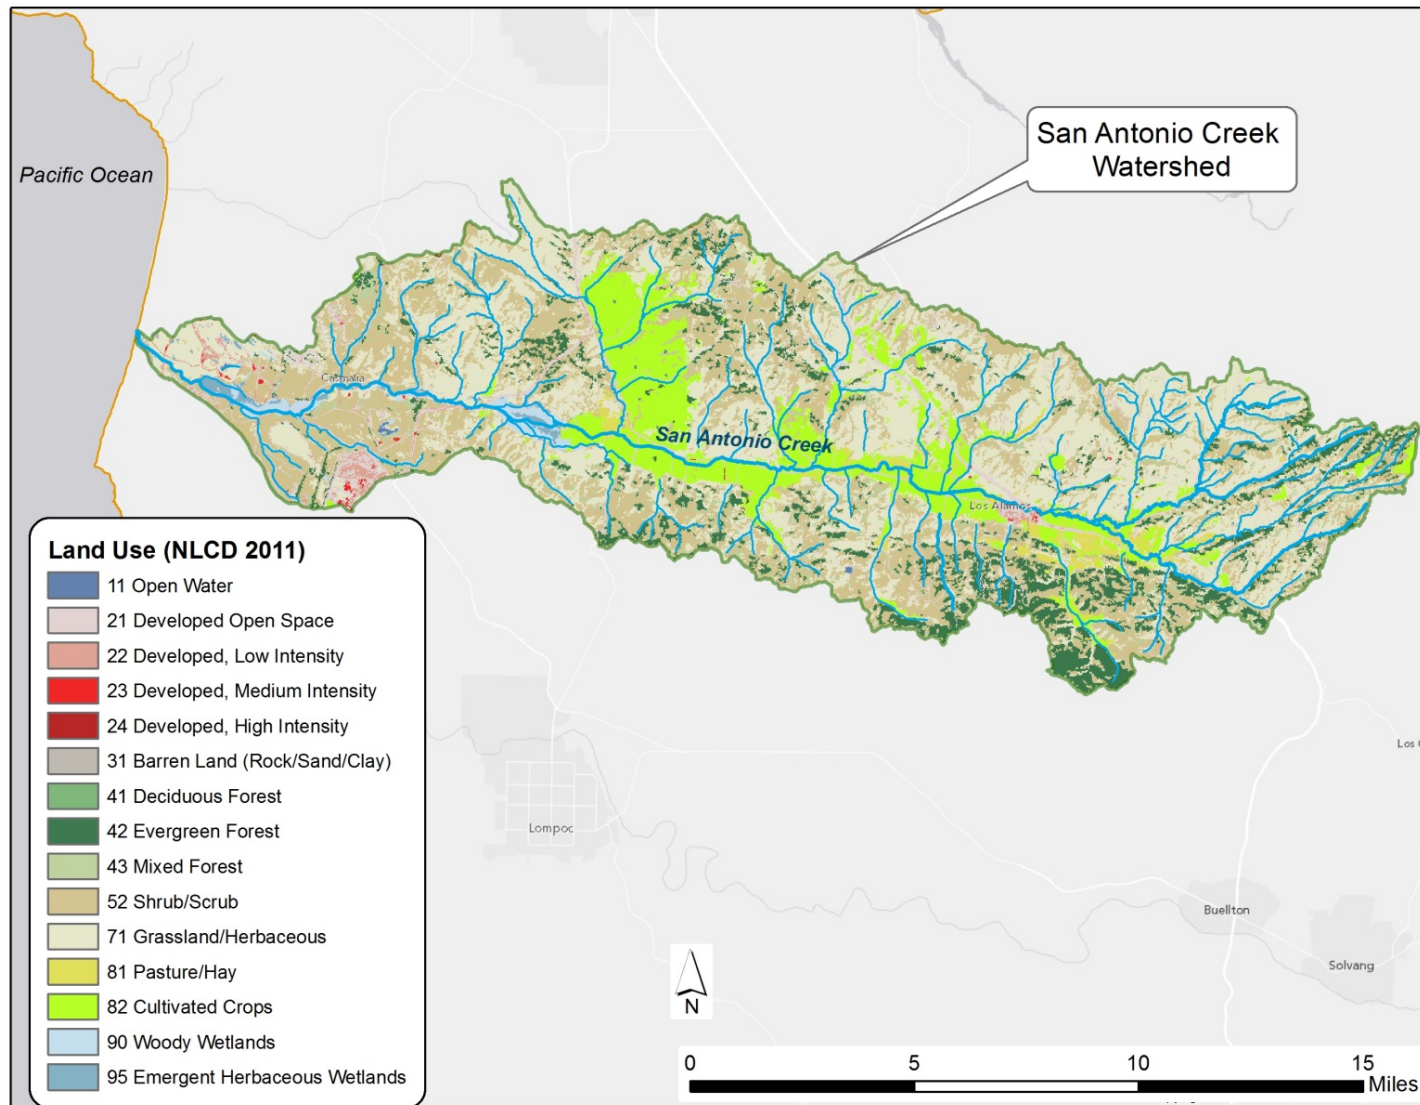 San Antonio Creek
Watershed
Pacific Ocean
Casmalia
San Antonio Creek
Los Alamos
Land Use (NLCD 2011)
11 Open Water
21 Developed Open Space
22 Developed, Low Intensity
23 Developed, Medium Intensity
24 Developed, High Intensity
31 Barren Land (Rock/Sand/Clay)
41 Deciduous Forest
42 Evergreen Forest
43 Mixed Forest
52 Shrub/Scrub
71 Grassland/Herbaceous
81 Pasture/Hay
82 Cultivated Crops
90 Woody Wetlands
95 Emergent Herbaceous Wetlands
Los
Lompoc
Buellton
Solvang
N
0 5 10 15
Miles